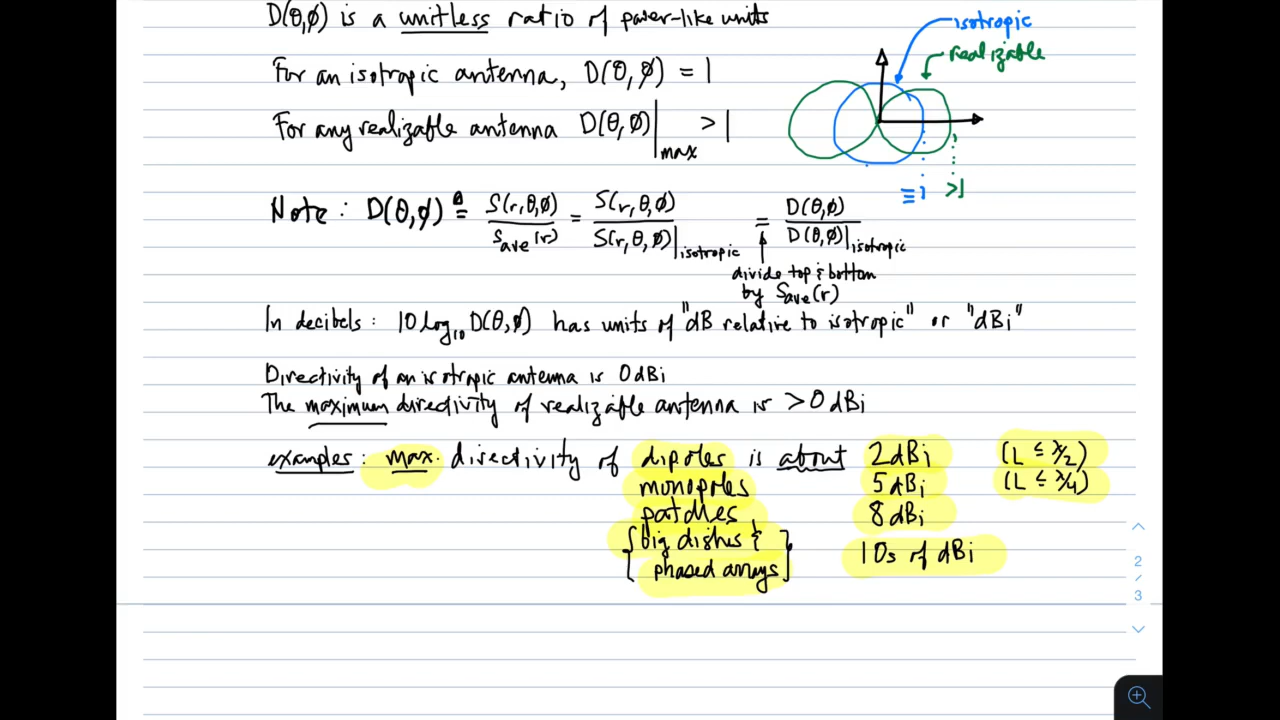 D(θ,φ) is a unitless ratio of power-like units
isotropic
realizable
For an isotropic antenna, D(θ,φ) = 1
For any realizable antenna D(θ,φ)|max > 1
≡1 >1
Note: D(θ,φ) ≜ S(r,θ,φ)/Save(r) = S(r,θ,φ)/S(r,θ,φ)|isotropic = D(θ,φ)/D(θ,φ)|isotropic
divide top & bottom
by Save(r)
In decibels: 10 log10 D(θ,φ) has units of "dB relative to isotropic" or "dBi"
Directivity of an isotropic antenna is 0 dBi
The maximum directivity of realizable antenna is >0 dBi
examples: max. directivity of dipoles is about 2 dBi (L ≤ λ/2)
monopoles 5 dBi (L ≤ λ/4)
patches 8 dBi
{big dishes &
phased arrays} 10s of dBi
2
/
3